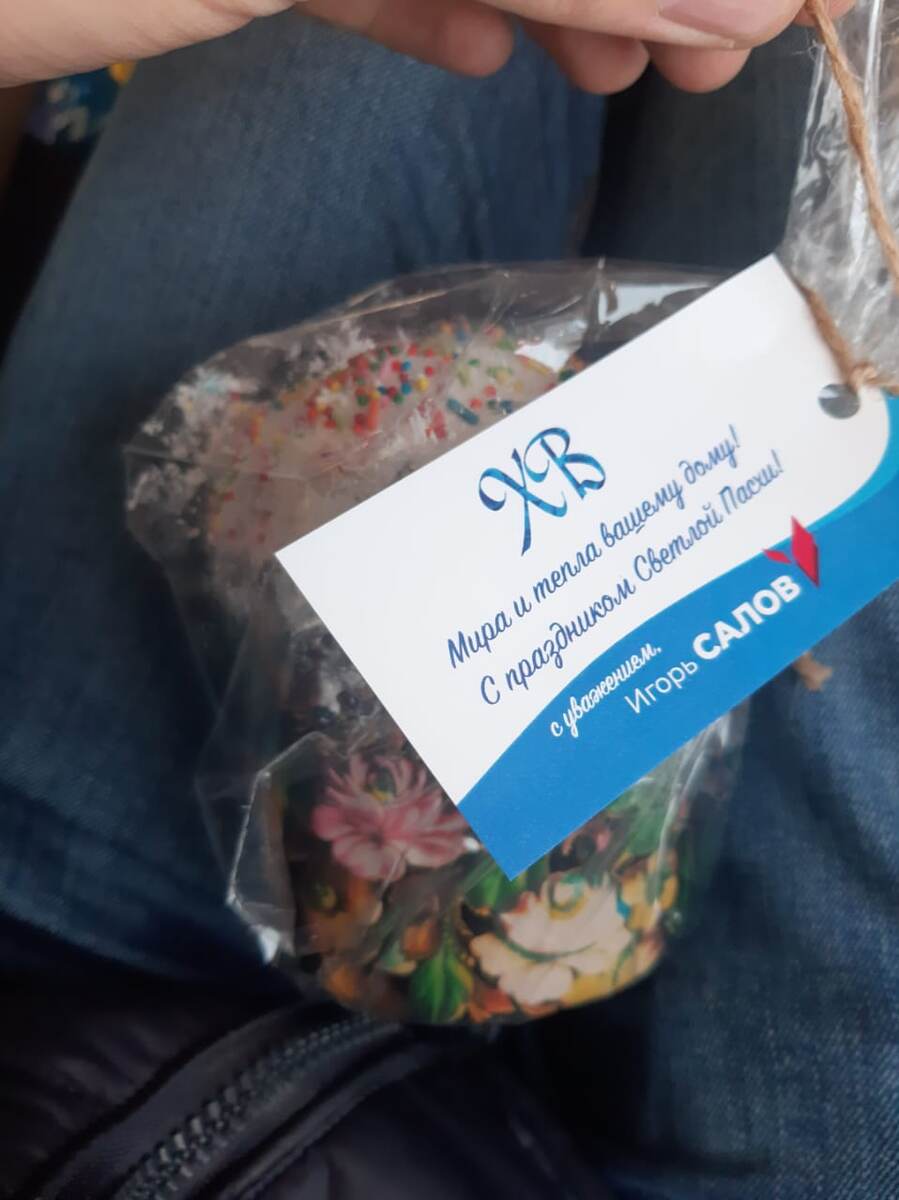 ХВ
Мира и тепла вашему дому!
С праздником Светлой Пасхи!
с уважением,
Игорь САЛОВ